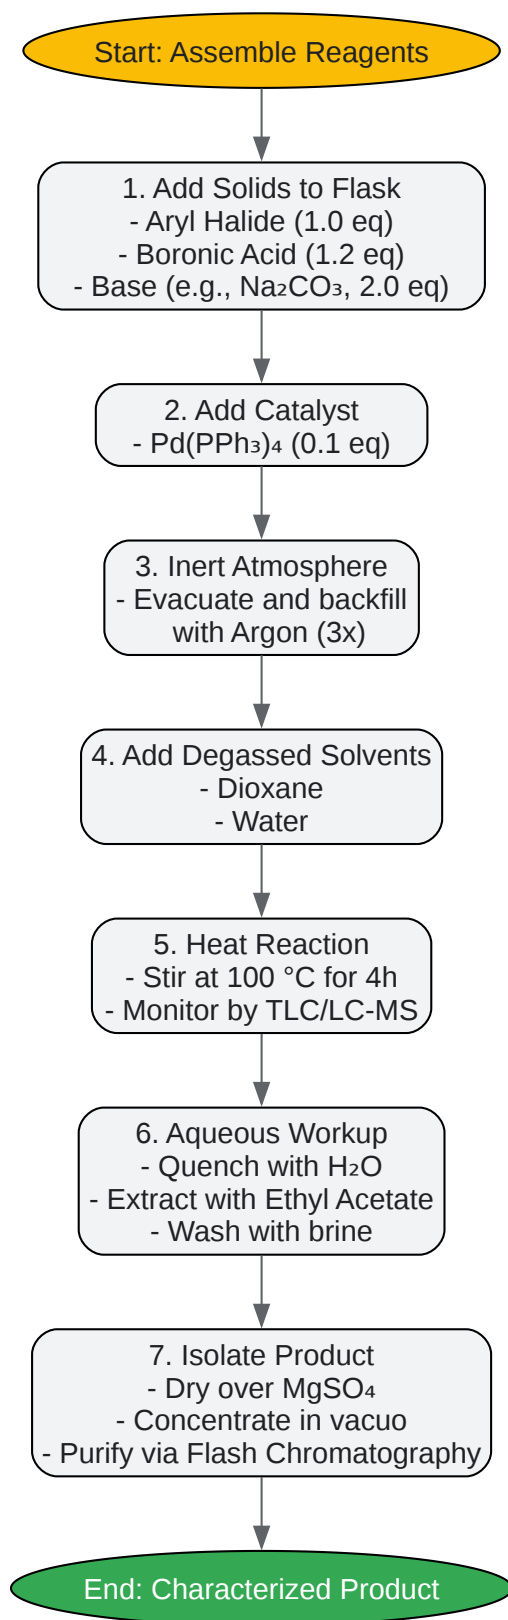 Start: Assemble Reagents
1. Add Solids to Flask
- Aryl Halide (1.0 eq)
- Boronic Acid (1.2 eq)
- Base (e.g., Na₂CO₃, 2.0 eq)
2. Add Catalyst
- Pd(PPh₃)₄ (0.1 eq)
3. Inert Atmosphere
- Evacuate and backfill
with Argon (3x)
4. Add Degassed Solvents
- Dioxane
- Water
5. Heat Reaction
- Stir at 100 °C for 4h
- Monitor by TLC/LC-MS
6. Aqueous Workup
- Quench with H₂O
- Extract with Ethyl Acetate
- Wash with brine
7. Isolate Product
- Dry over MgSO₄
- Concentrate in vacuo
- Purify via Flash Chromatography
End: Characterized Product